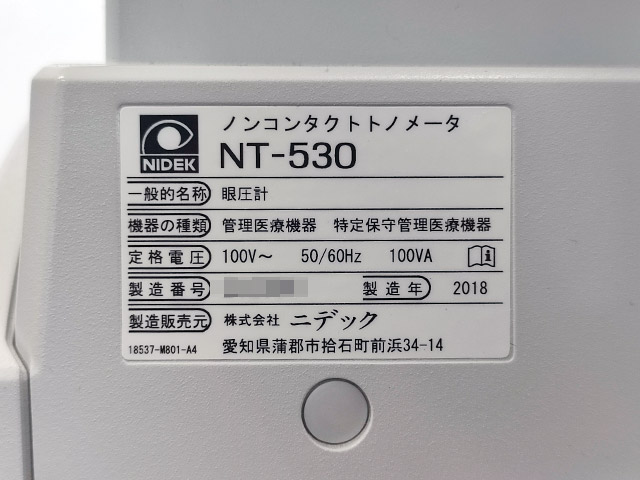 NIDEK
ノンコンタクトトノメータ
NT-530
一般的名称 眼圧計
機器の種類 管理医療機器 特定保守管理医療機器
定格電圧 100V～ 50/60Hz 100VA
製造番号 製造年 2018
製造販売元 株式会社 ニデック
18537-M801-A4 愛知県蒲郡市拾石町前浜34-14